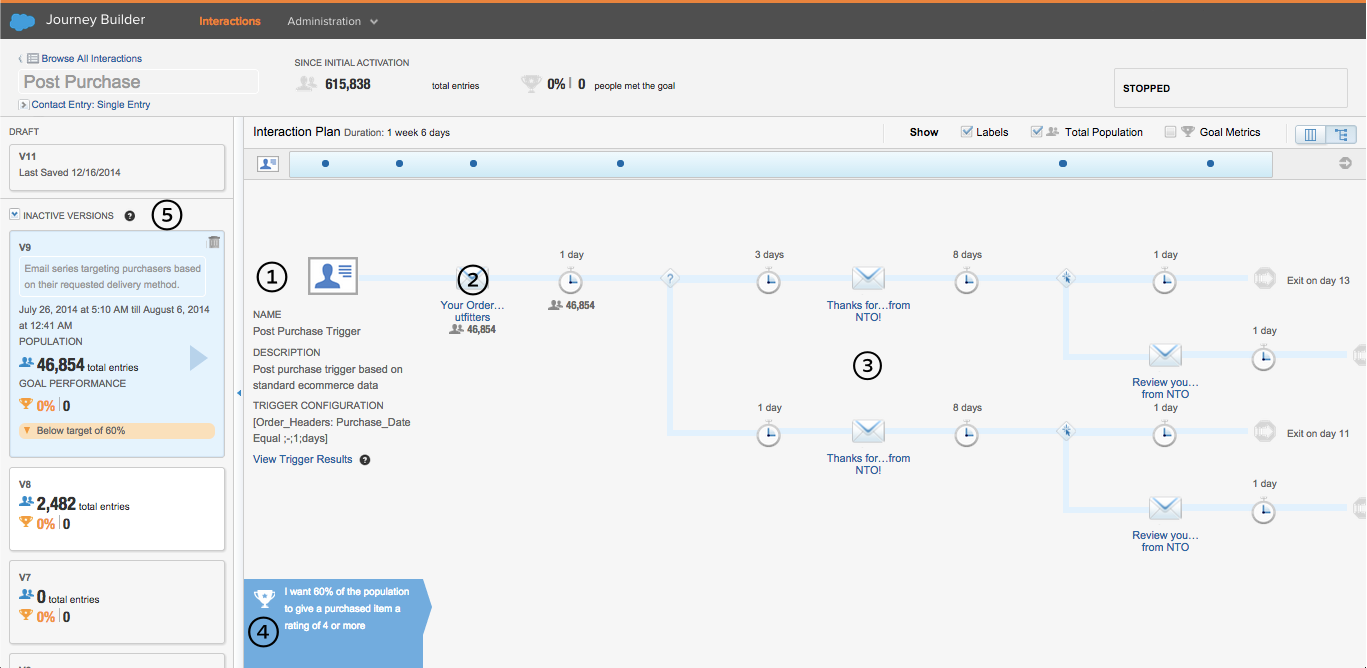 Journey Builder
Interactions
Administration
Browse All Interactions
Post Purchase
Contact Entry: Single Entry
SINCE INITIAL ACTIVATION
615,838 total entries
0% | 0 people met the goal
STOPPED
DRAFT
V11
Last Saved 12/16/2014
INACTIVE VERSIONS ?
5
V9
Email series targeting purchasers based
on their requested delivery method.
July 26, 2014 at 5:10 AM till August 6, 2014
at 12:41 AM
POPULATION
46,854 total entries
GOAL PERFORMANCE
0% | 0
Below target of 60%
V8
2,482 total entries
0% | 0
V7
0 total entries
0% | 0
Interaction Plan Duration: 1 week 6 days
Show
Labels
Total Population
Goal Metrics
1
NAME
Post Purchase Trigger
DESCRIPTION
Post purchase trigger based on
standard ecommerce data
TRIGGER CONFIGURATION
[Order_Headers: Purchase_Date
Equal ;-;1;days]
View Trigger Results ?
2
Your Order…
utfitters
46,854
1 day
46,854
?
3 days
Thanks for…from
NTO!
8 days
1 day
Exit on day 13
1 day
Review you…
from NTO
3
1 day
Thanks for…from
NTO!
8 days
1 day
Exit on day 11
1 day
Review you…
from NTO
4
I want 60% of the population
to give a purchased item a
rating of 4 or more